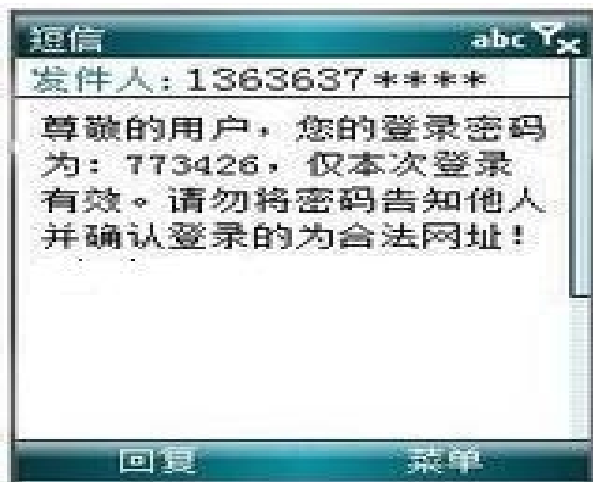 短信 abc
发件人:1363637****
尊敬的用户，您的登录密码
为：773426，仅本次登录
有效。请勿将密码告知他人
并确认登录的为合法网址！
回复 菜单